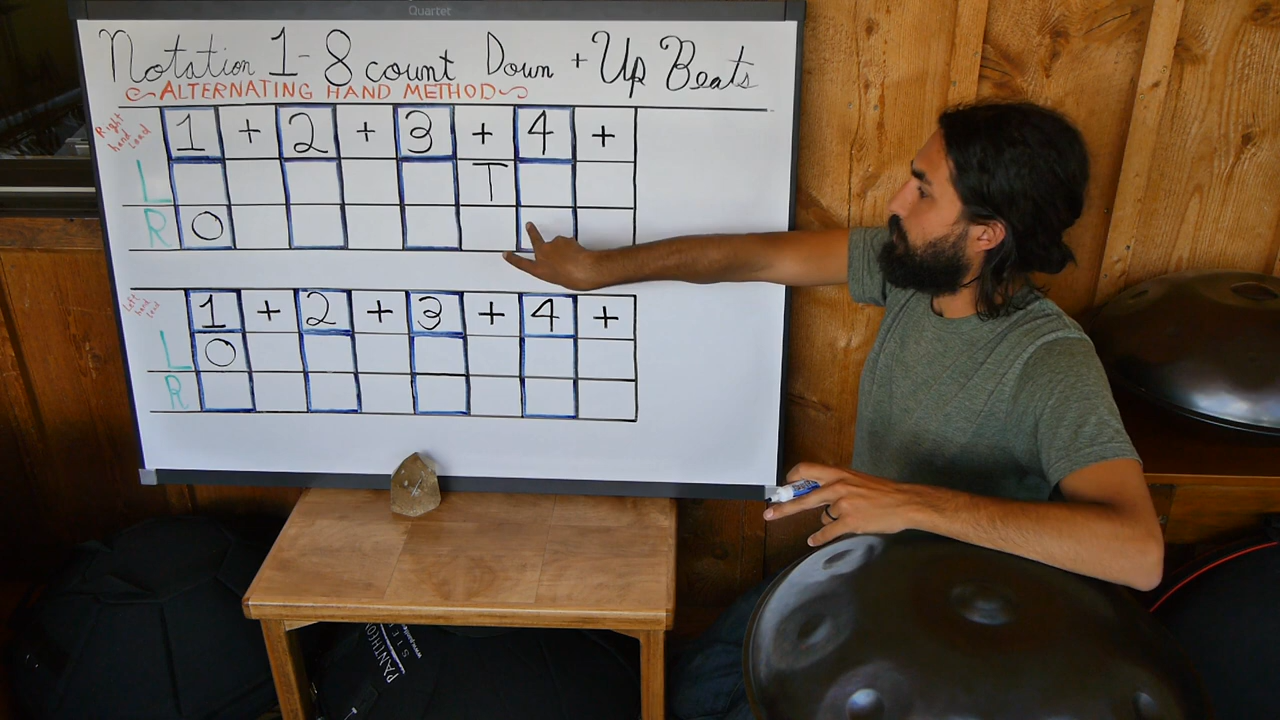 Quartet
Notation 1-8 count Down + Up Beats
ALTERNATING HAND METHOD
Right hand Lead
1 + 2 + 3 + 4 +
L T
R O
Left hand lead
1 + 2 + 3 + 4 +
L O
R
PANTHEON